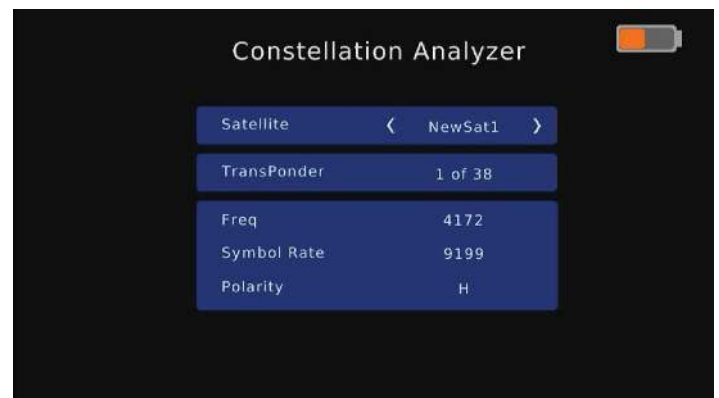 Constellation Analyzer
Satellite ❬ NewSat1 ❭
TransPonder 1 of 38
Freq 4172
Symbol Rate 9199
Polarity H